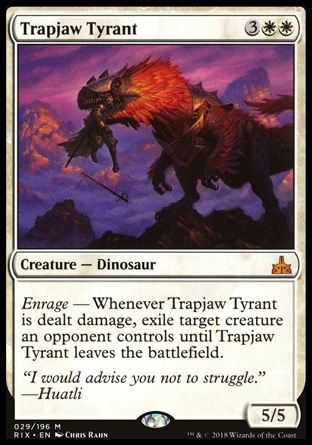 Trapjaw Tyrant 3
Creature — Dinosaur
Enrage — Whenever Trapjaw Tyrant
is dealt damage, exile target creature
an opponent controls until Trapjaw
Tyrant leaves the battlefield.
“I would advise you not to struggle.”
—Huatli
5/5
029/196 M
RIX • EN Chris Rahn
™ & © 2018 Wizards of the Coast